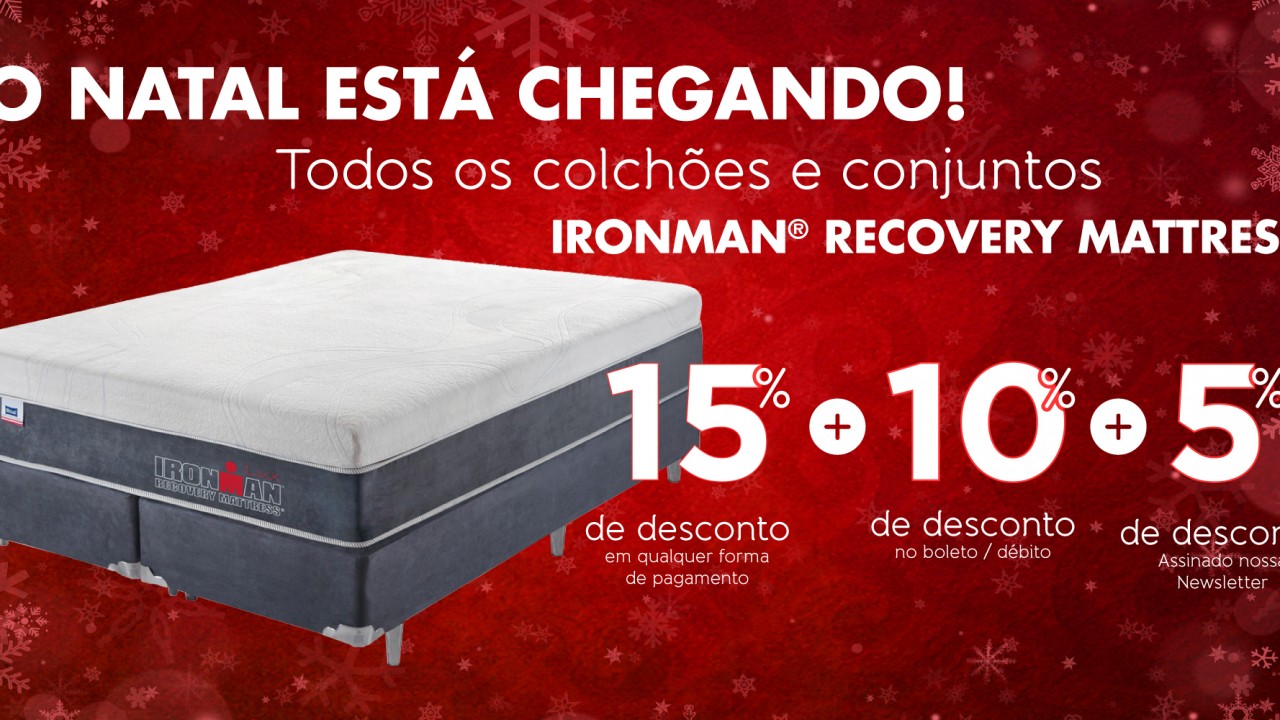 O NATAL ESTÁ CHEGANDO!
Todos os colchões e conjuntos
IRONMAN® RECOVERY MATTRES
15% + 10% + 5%
de desconto
em qualquer forma
de pagamento
de desconto
no boleto / débito
de descon
Assinado nossa
Newsletter
IRONMAN
RECOVERY MATTRESS